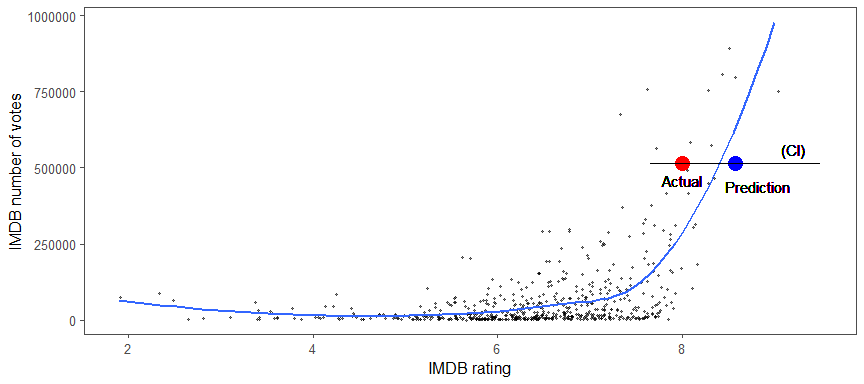 1000000
750000
500000
250000
0
IMDB number of votes
(CI)
Actual
Prediction
2 4 6 8
IMDB rating